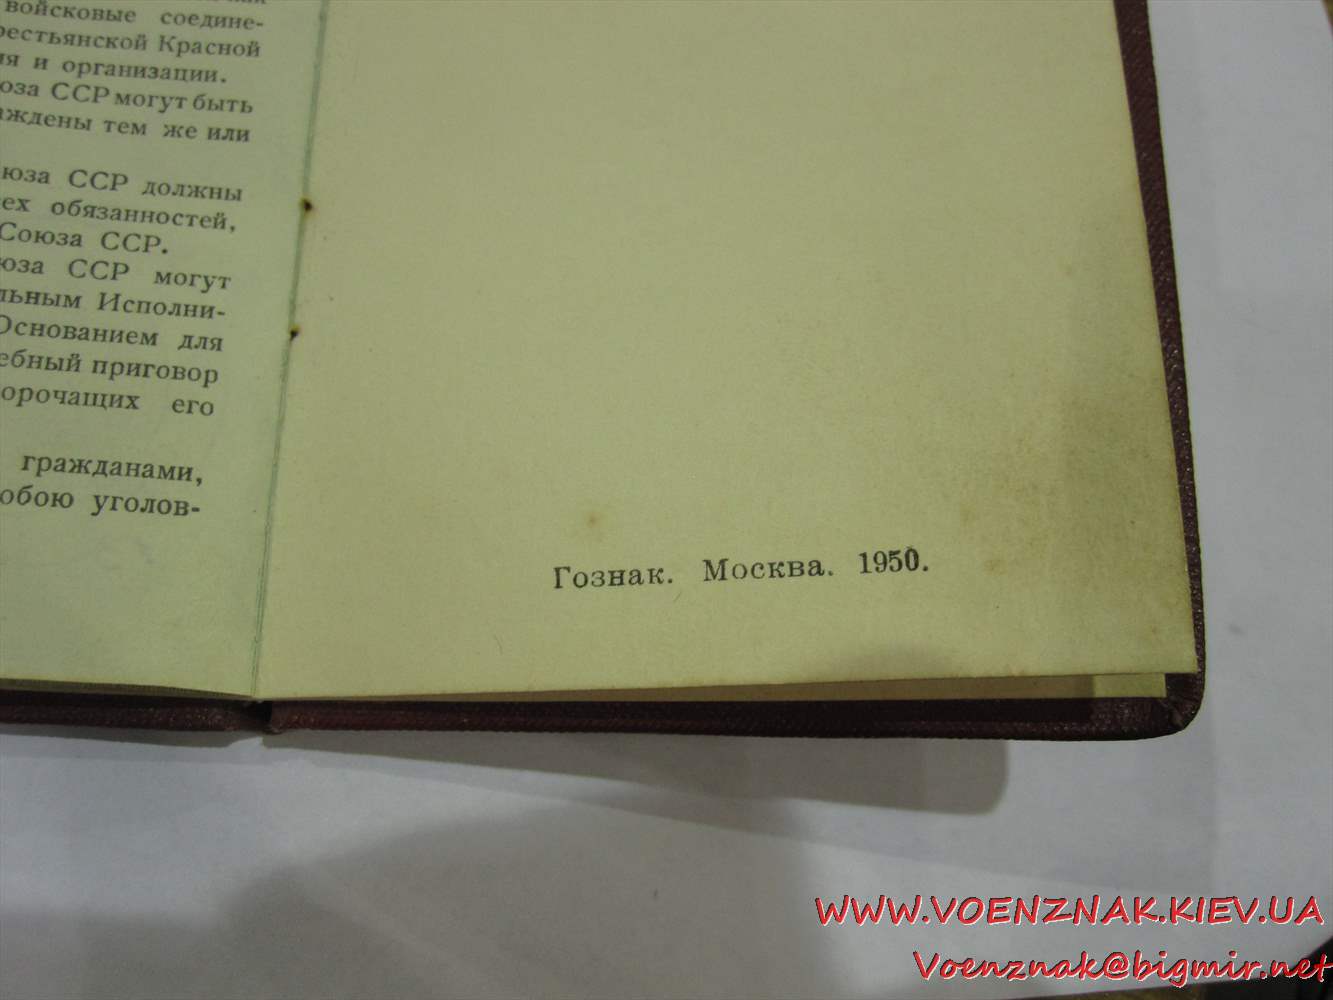 войсковые соедине-
рестьянской Красной
ия и организации.
юза ССР могут быть
аждены тем же или
юза ССР должны
ех обязанностей,
Союза ССР.
юза ССР могут
льным Исполни-
Основанием для
ебный приговор
орочащих его
гражданами,
обою уголов-
Гознак. Москва. 1950.
WWW.VOENZNAK.KIEV.UA
Voenznak@bigmir.net